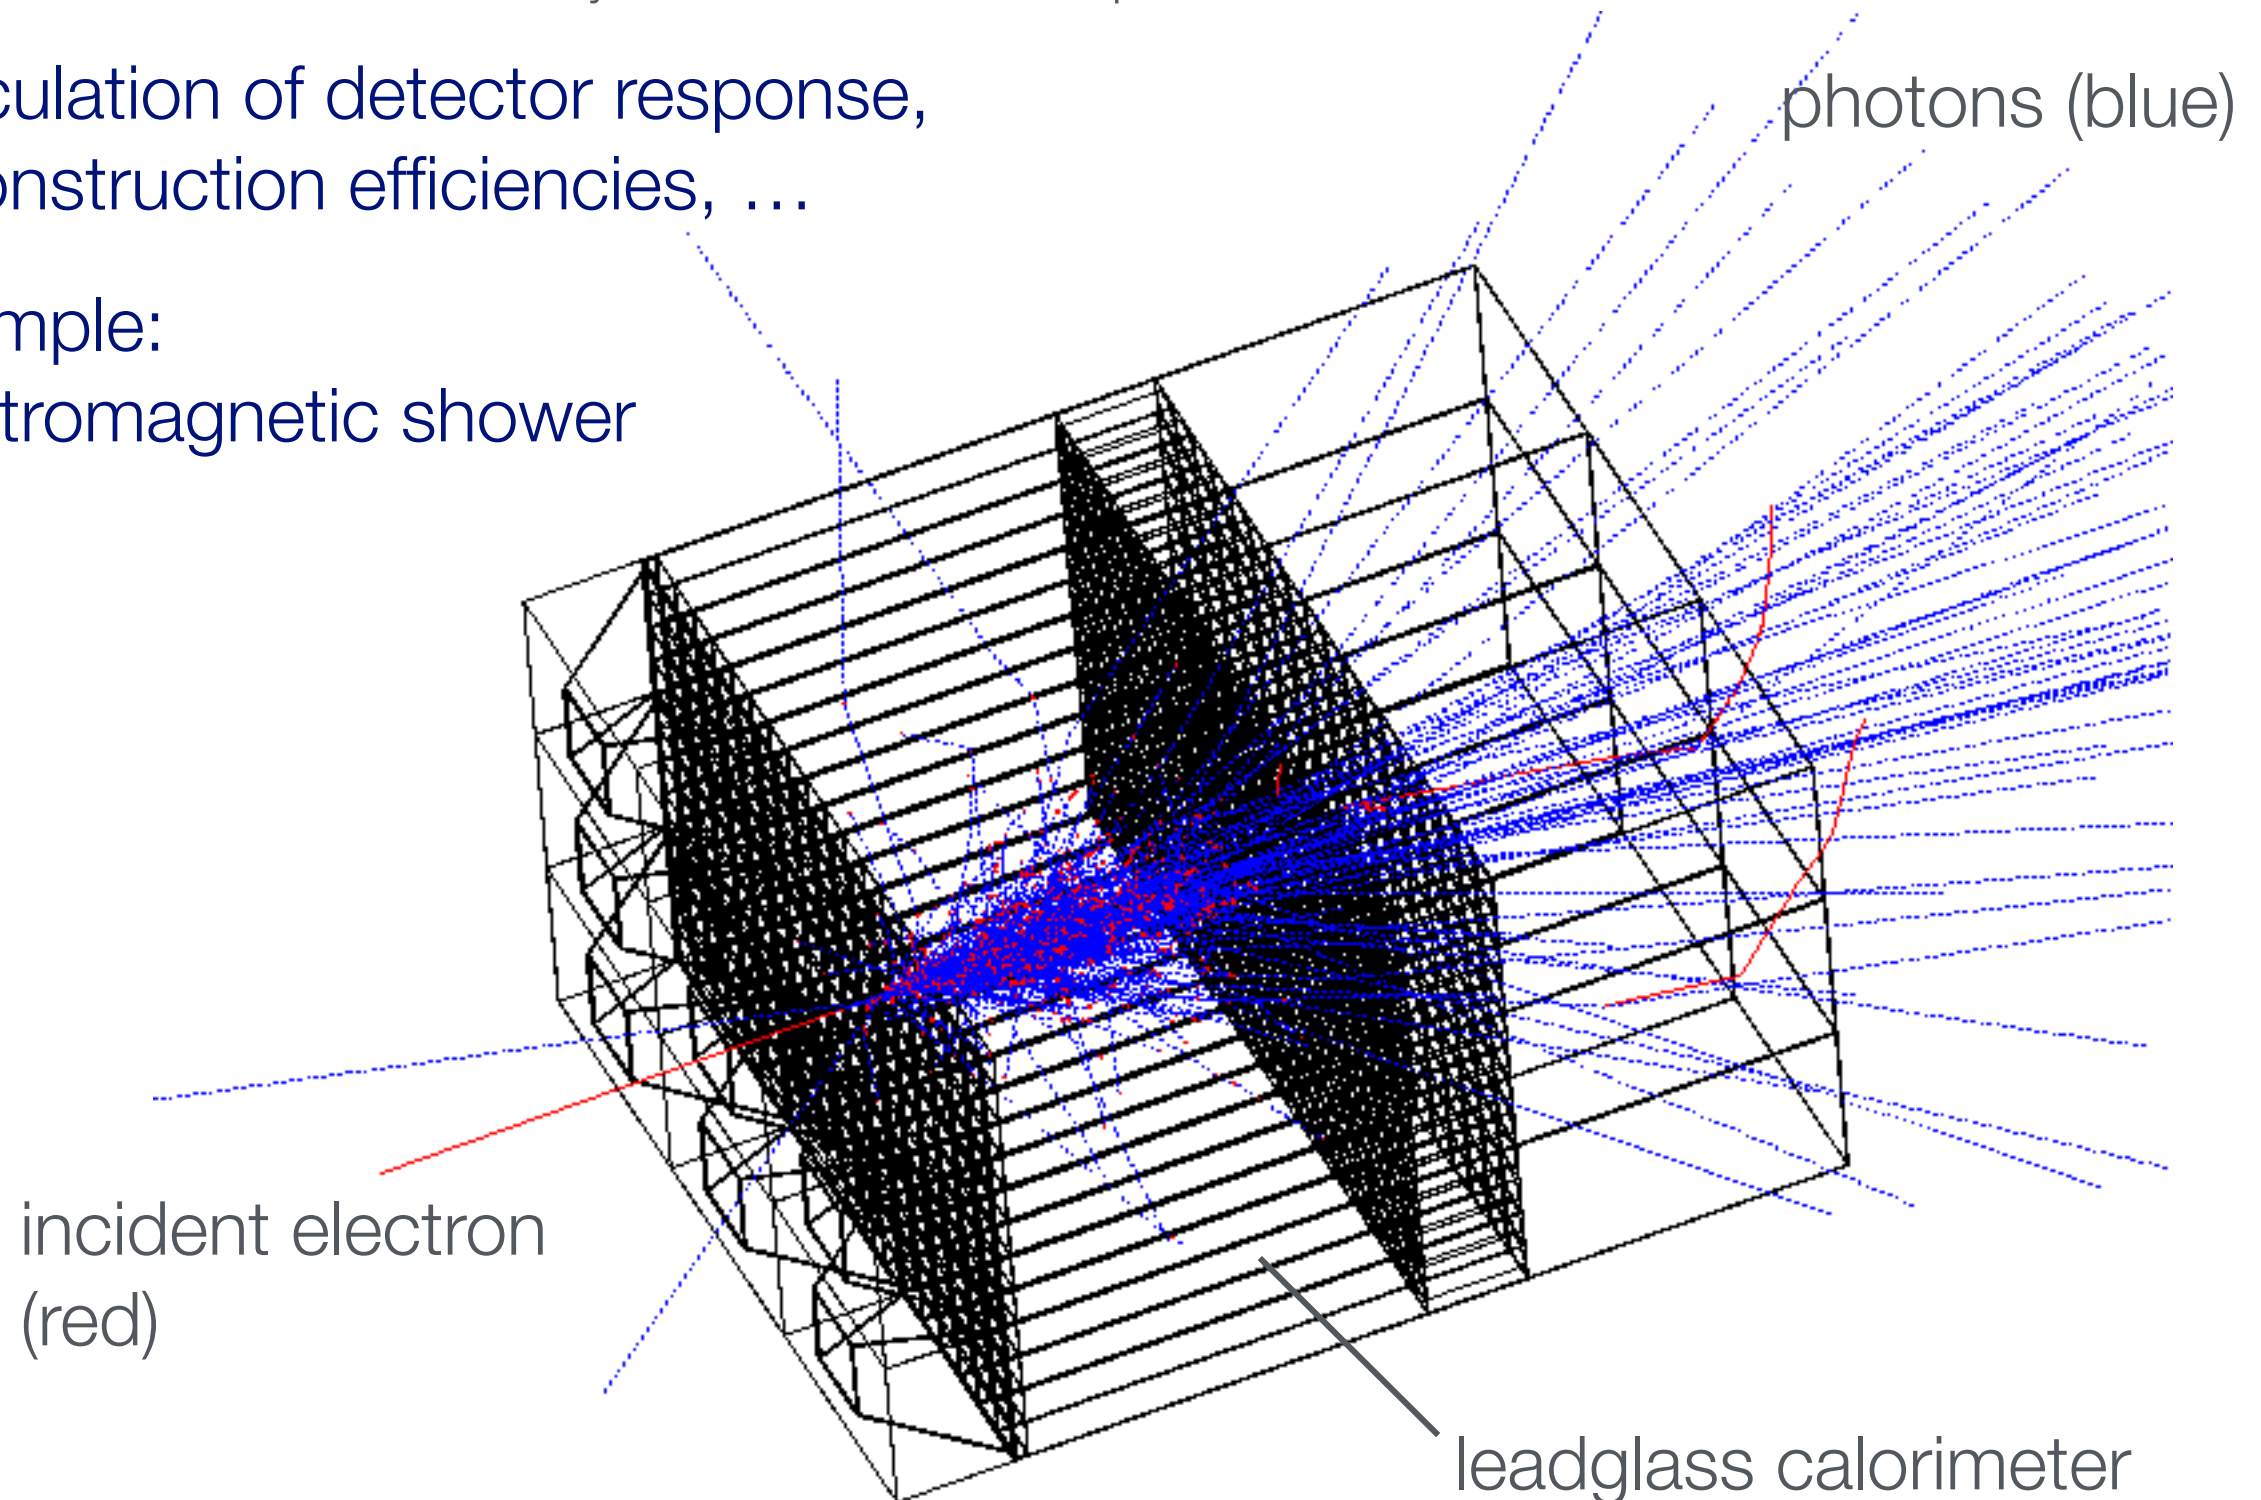 culation of detector response,
onstruction efficiencies, …
mple:
tromagnetic shower
photons (blue)
incident electron
(red)
leadglass calorimeter